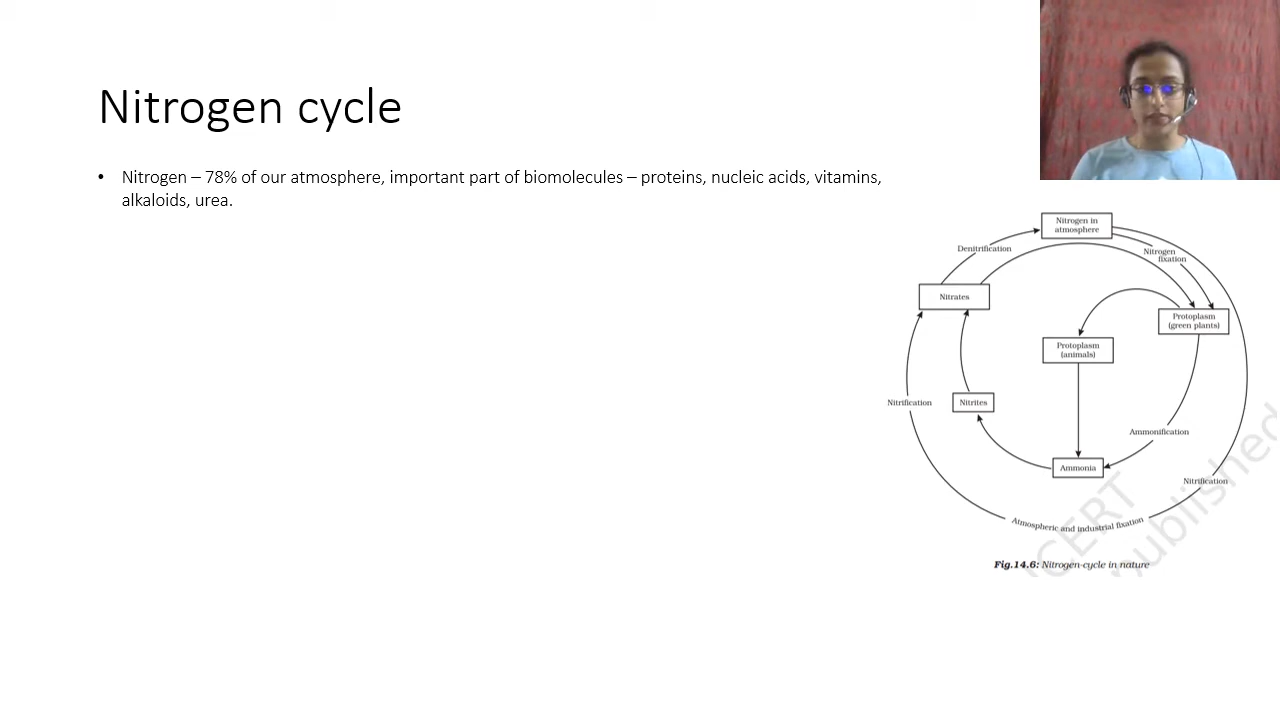 Nitrogen cycle
• Nitrogen – 78% of our atmosphere, important part of biomolecules – proteins, nucleic acids, vitamins,
alkaloids, urea.
Nitrogen in
atmosphere
Denitrification
Nitrogen
fixation
Nitrates
Protoplasm
(green plants)
Protoplasm
(animals)
Nitrification
Nitrites
Ammonification
Ammonia
Nitrification
Atmospheric and industrial fixation
Fig.14.6: Nitrogen-cycle in nature
CERT
published